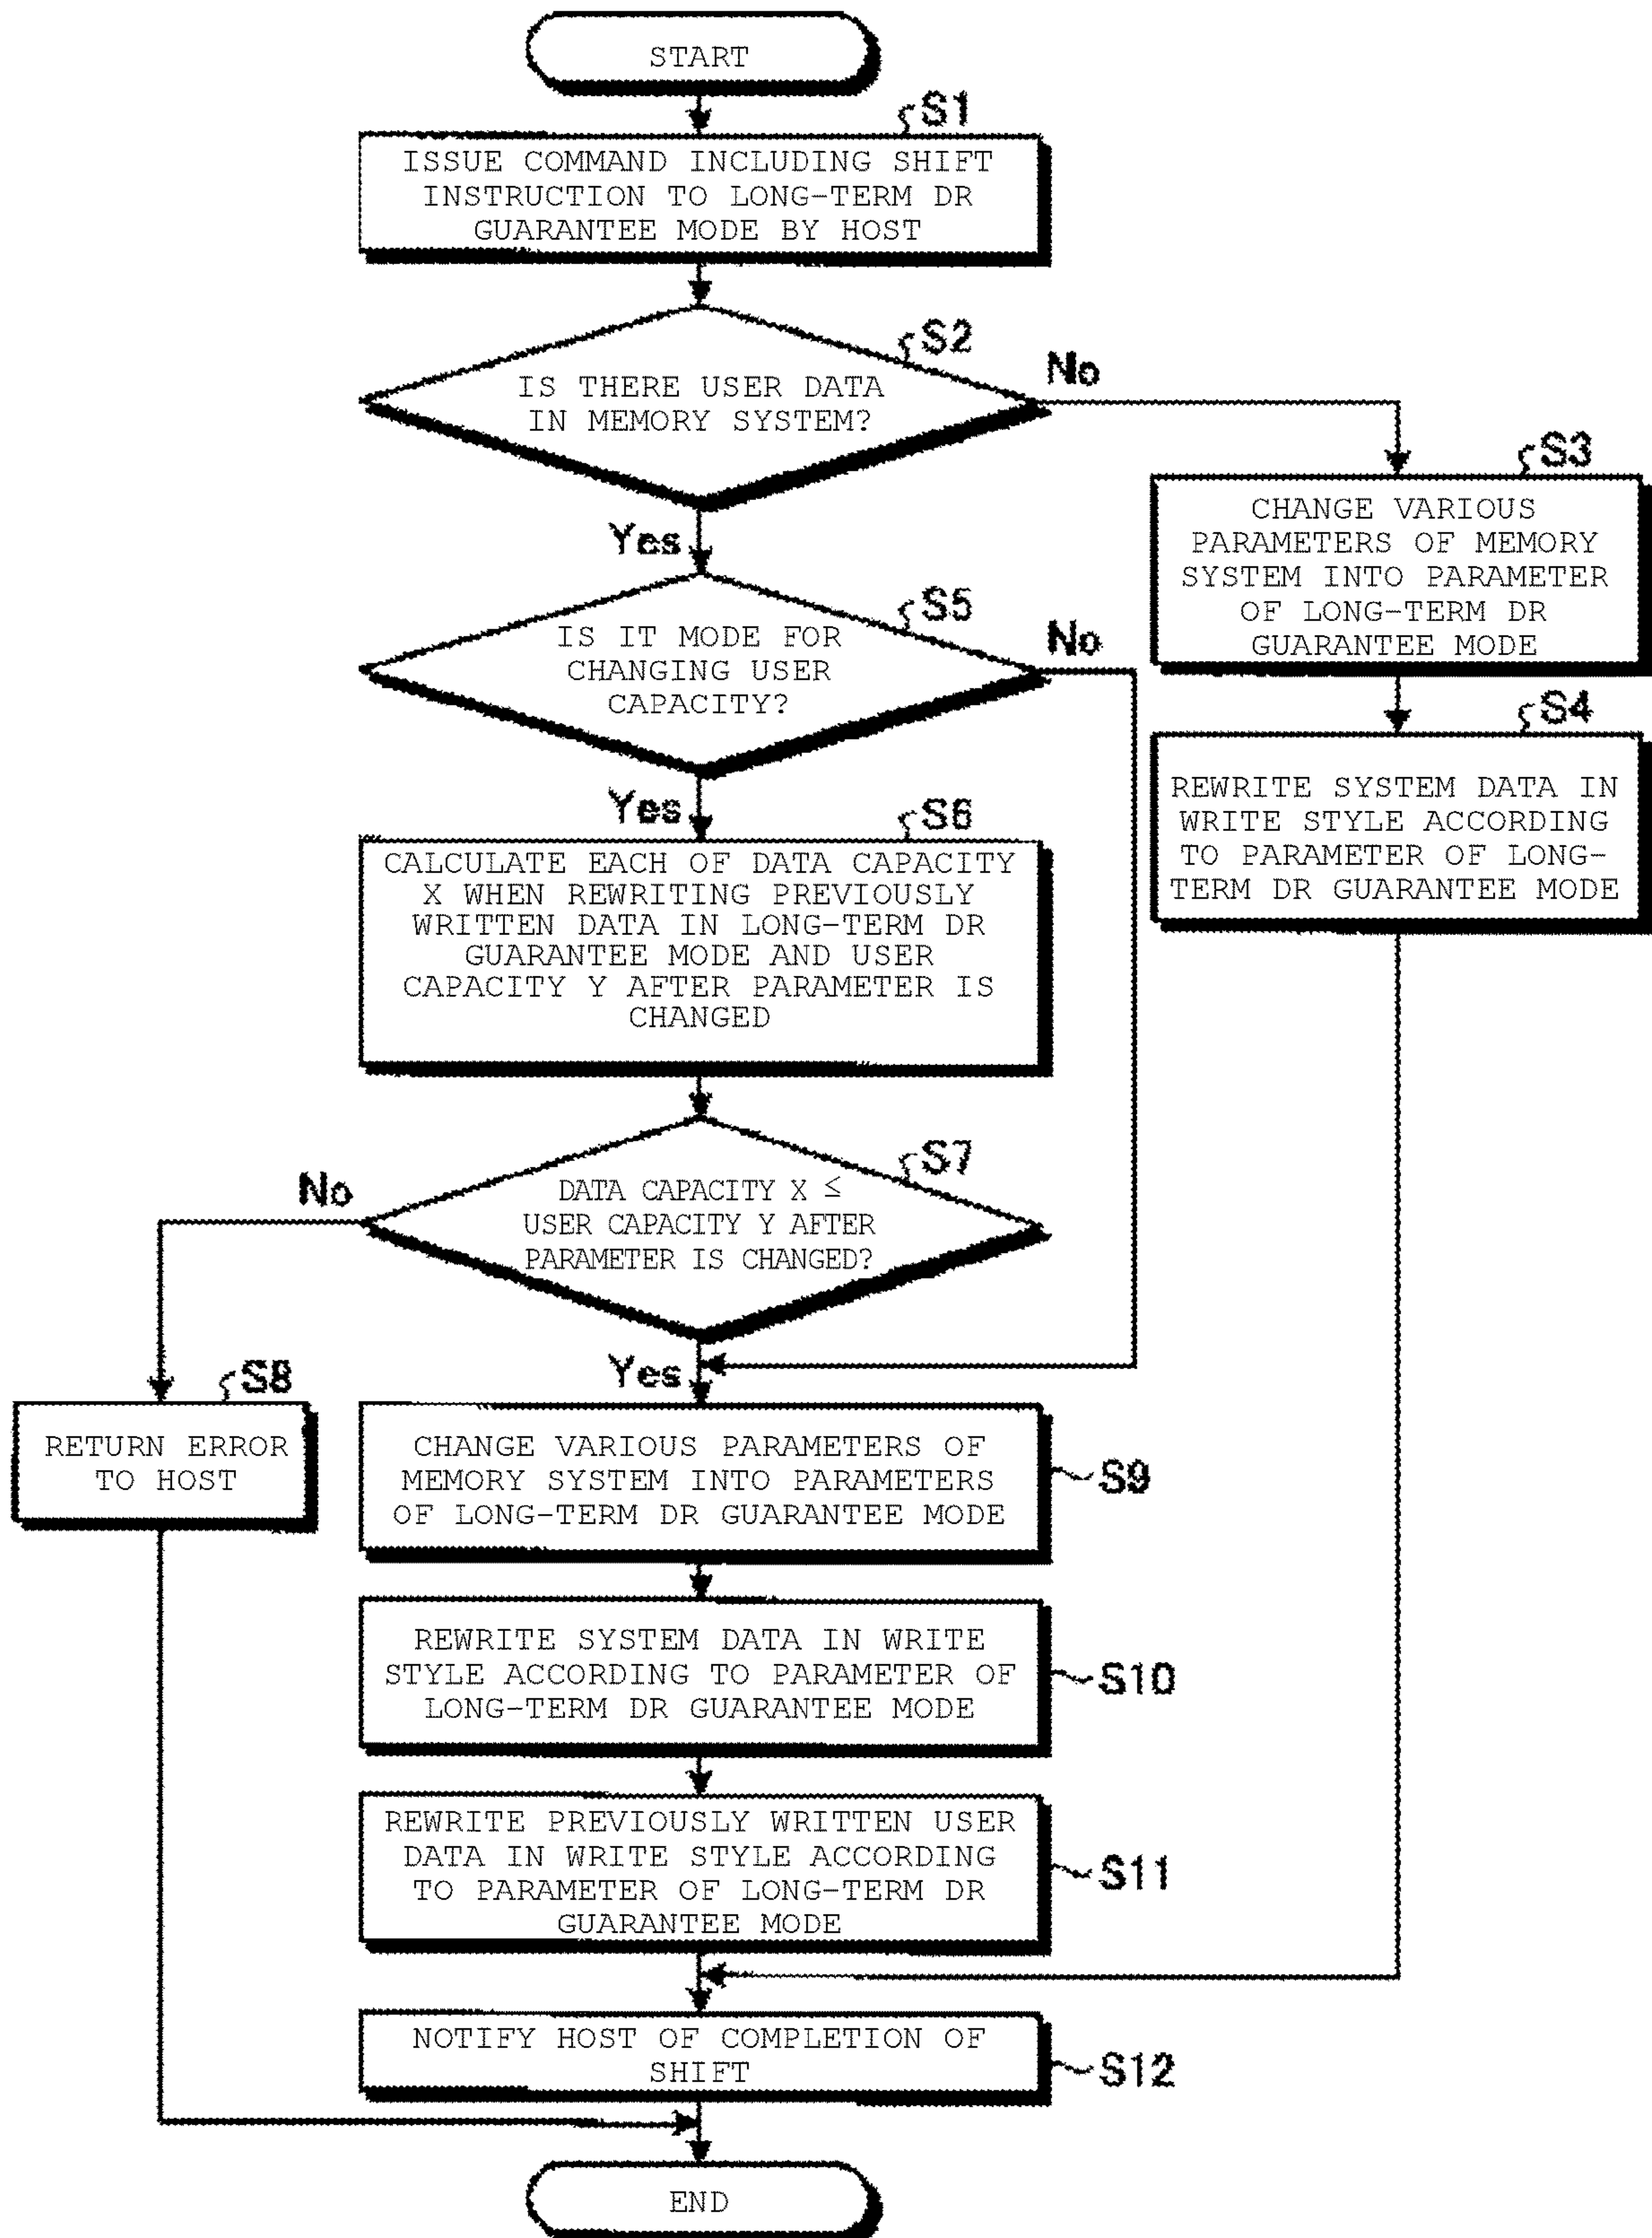 START
S1
ISSUE COMMAND INCLUDING SHIFT
INSTRUCTION TO LONG-TERM DR
GUARANTEE MODE BY HOST
S2
IS THERE USER DATA
IN MEMORY SYSTEM?
No
Yes
S3
CHANGE VARIOUS
PARAMETERS OF MEMORY
SYSTEM INTO PARAMETER
OF LONG-TERM DR
GUARANTEE MODE
S4
REWRITE SYSTEM DATA IN
WRITE STYLE ACCORDING
TO PARAMETER OF LONG-
TERM DR GUARANTEE MODE
S5
IS IT MODE FOR
CHANGING USER
CAPACITY?
No
Yes
S6
CALCULATE EACH OF DATA CAPACITY
X WHEN REWRITING PREVIOUSLY
WRITTEN DATA IN LONG-TERM DR
GUARANTEE MODE AND USER
CAPACITY Y AFTER PARAMETER IS
CHANGED
S7
DATA CAPACITY X ≤
USER CAPACITY Y AFTER
PARAMETER IS CHANGED?
No
Yes
S8
RETURN ERROR
TO HOST
CHANGE VARIOUS PARAMETERS OF
MEMORY SYSTEM INTO PARAMETERS
OF LONG-TERM DR GUARANTEE MODE
S9
REWRITE SYSTEM DATA IN WRITE
STYLE ACCORDING TO PARAMETER OF
LONG-TERM DR GUARANTEE MODE
S10
REWRITE PREVIOUSLY WRITTEN USER
DATA IN WRITE STYLE ACCORDING
TO PARAMETER OF LONG-TERM DR
GUARANTEE MODE
S11
NOTIFY HOST OF COMPLETION OF
SHIFT
S12
END